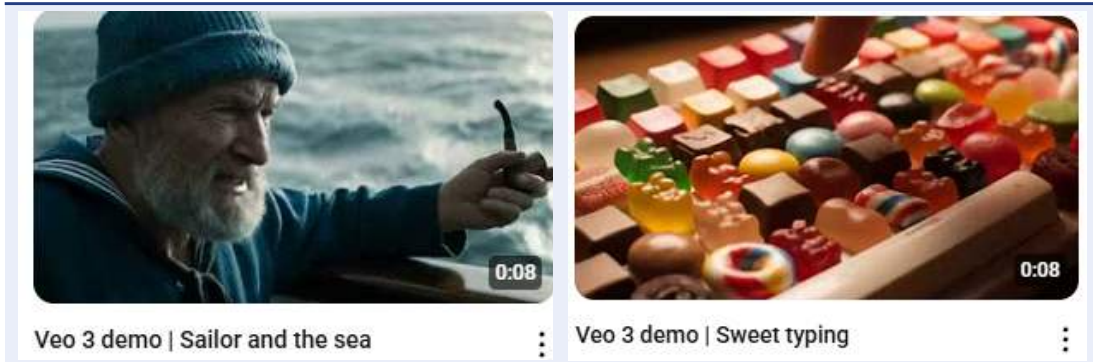 0:08
0:08
Veo 3 demo | Sailor and the sea
Veo 3 demo | Sweet typing